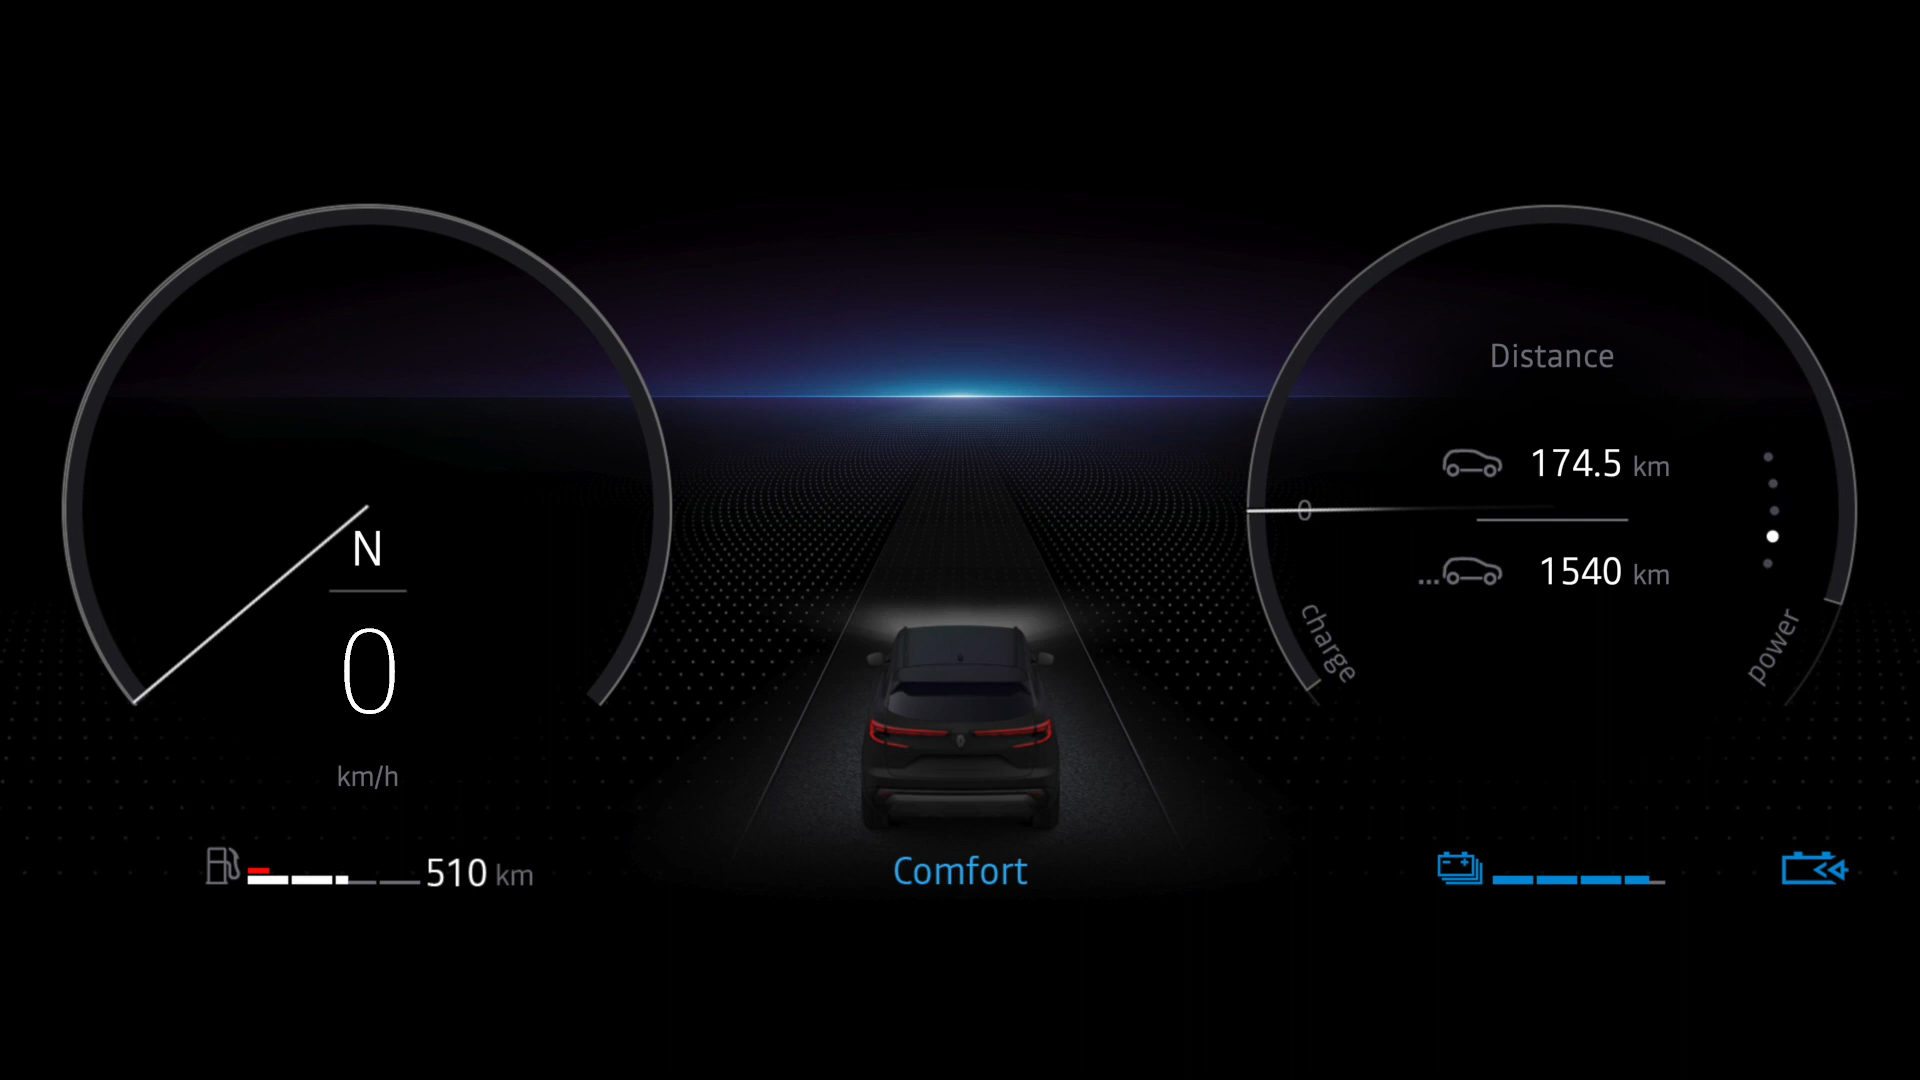 N
0
km/h
510 km
Comfort
Distance
174.5 km
0
...
1540 km
charge
power